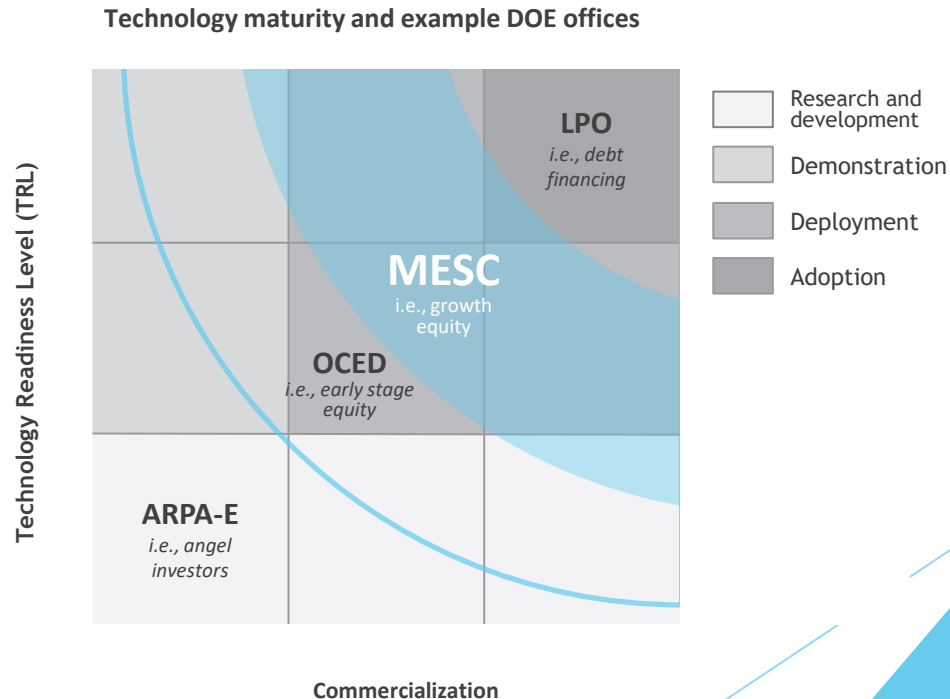 Technology maturity and example DOE offices
Technology Readiness Level (TRL)
LPO
i.e., debt
financing
MESC
i.e., growth
equity
OCED
i.e., early stage
equity
ARPA-E
i.e., angel
investors
Commercialization
Research and
development
Demonstration
Deployment
Adoption